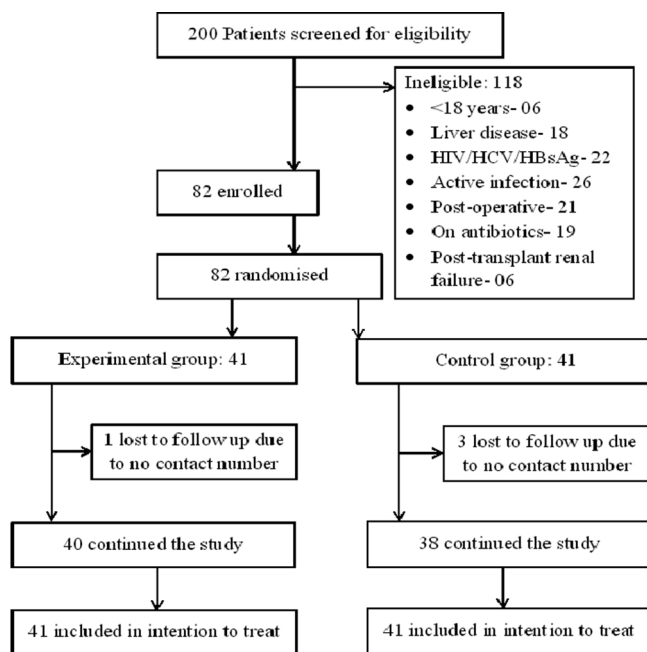 200 Patients screened for eligibility
Ineligible: 118
• <18 years- 06
• Liver disease- 18
• HIV/HCV/HBsAg- 22
• Active infection- 26
• Post-operative- 21
• On antibiotics- 19
• Post-transplant renal
failure- 06
82 enrolled
82 randomised
Experimental group: 41
Control group: 41
1 lost to follow up due
to no contact number
3 lost to follow up due
to no contact number
40 continued the study
38 continued the study
41 included in intention to treat
41 included in intention to treat